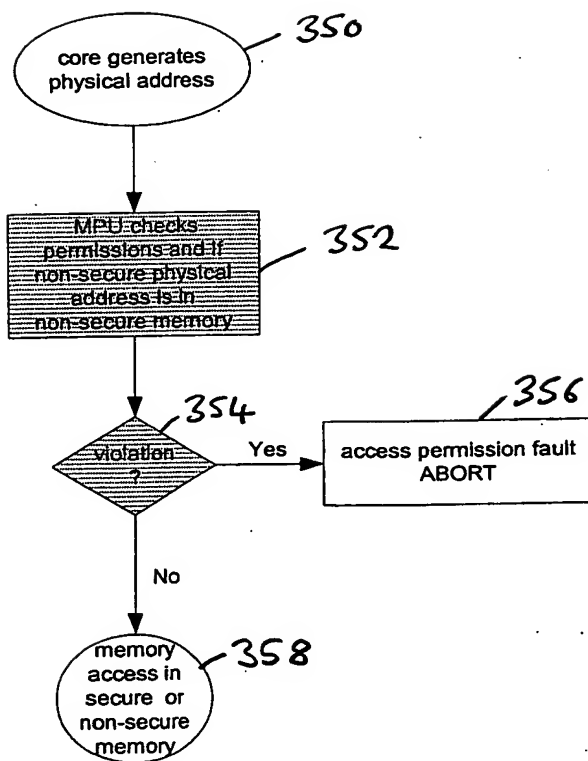 350
core generates
physical address
352
MPU checks
permissions and if
non-secure physical
address is in
non-secure memory
354
violation
?
Yes
356
access permission fault
ABORT
No
358
memory
access in
secure or
non-secure
memory